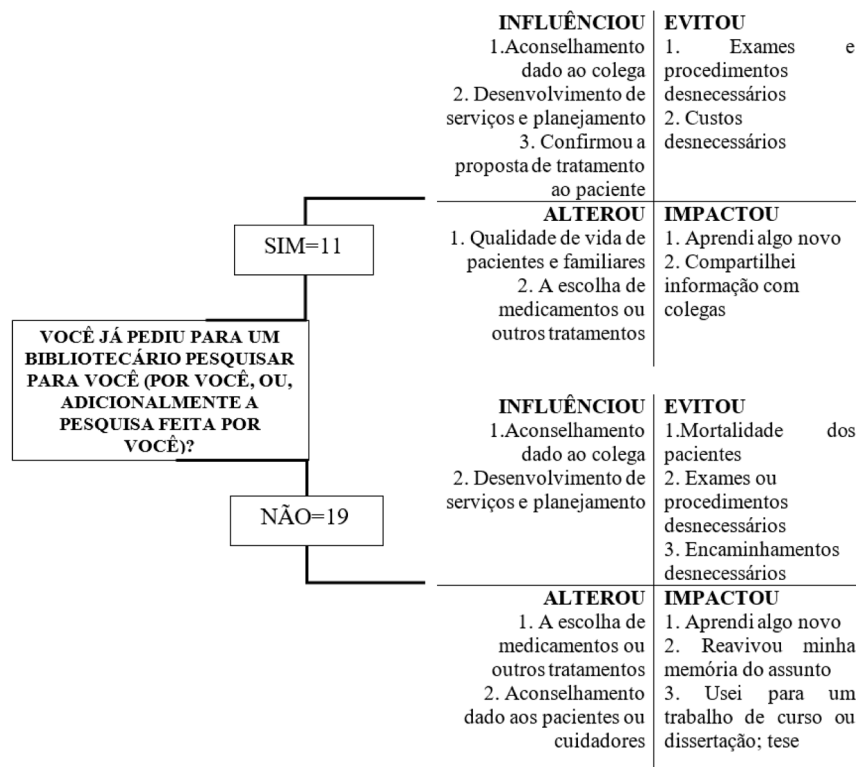 INFLUÊNCIOU
1.Aconselhamento
dado ao colega
2. Desenvolvimento de
serviços e planejamento
3. Confirmou a
proposta de tratamento
ao paciente
EVITOU
1. Exames e
procedimentos
desnecessários
2. Custos
desnecessários
ALTEROU
1. Qualidade de vida de
pacientes e familiares
2. A escolha de
medicamentos ou
outros tratamentos
IMPACTOU
1. Aprendi algo novo
2. Compartilhei
informação com
colegas
SIM=11
VOCÊ JÁ PEDIU PARA UM
BIBLIOTECÁRIO PESQUISAR
PARA VOCÊ (POR VOCÊ, OU,
ADICIONALMENTE A
PESQUISA FEITA POR
VOCÊ)?
NÃO=19
INFLUÊNCIOU
1.Aconselhamento
dado ao colega
2. Desenvolvimento de
serviços e planejamento
EVITOU
1.Mortalidade dos
pacientes
2. Exames ou
procedimentos
desnecessários
3. Encaminhamentos
desnecessários
ALTEROU
1. A escolha de
medicamentos ou
outros tratamentos
2. Aconselhamento
dado aos pacientes ou
cuidadores
IMPACTOU
1. Aprendi algo novo
2. Reavivou minha
memória do assunto
3. Usei para um
trabalho de curso ou
dissertação; tese